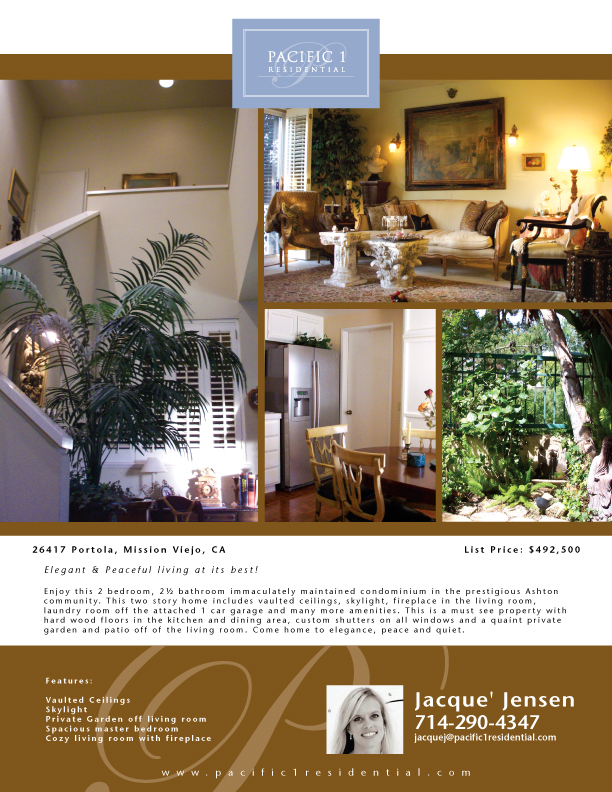 PACIFIC 1
RESIDENTIAL
26417 Portola, Mission Viejo, CA
List Price: $492,500
Elegant & Peaceful living at its best!
Enjoy this 2 bedroom, 2½ bathroom immaculately maintained condominium in the prestigious Ashton
community. This two story home includes vaulted ceilings, skylight, fireplace in the living room,
laundry room off the attached 1 car garage and many more amenities. This is a must see property with
hard wood floors in the kitchen and dining area, custom shutters on all windows and a quaint private
garden and patio off of the living room. Come home to elegance, peace and quiet.
Features:
Vaulted Ceilings
Skylight
Private Garden off living room
Spacious master bedroom
Cozy living room with fireplace
Jacque' Jensen
714-290-4347
jacquej@pacific1residential.com
www.pacific1residential.com